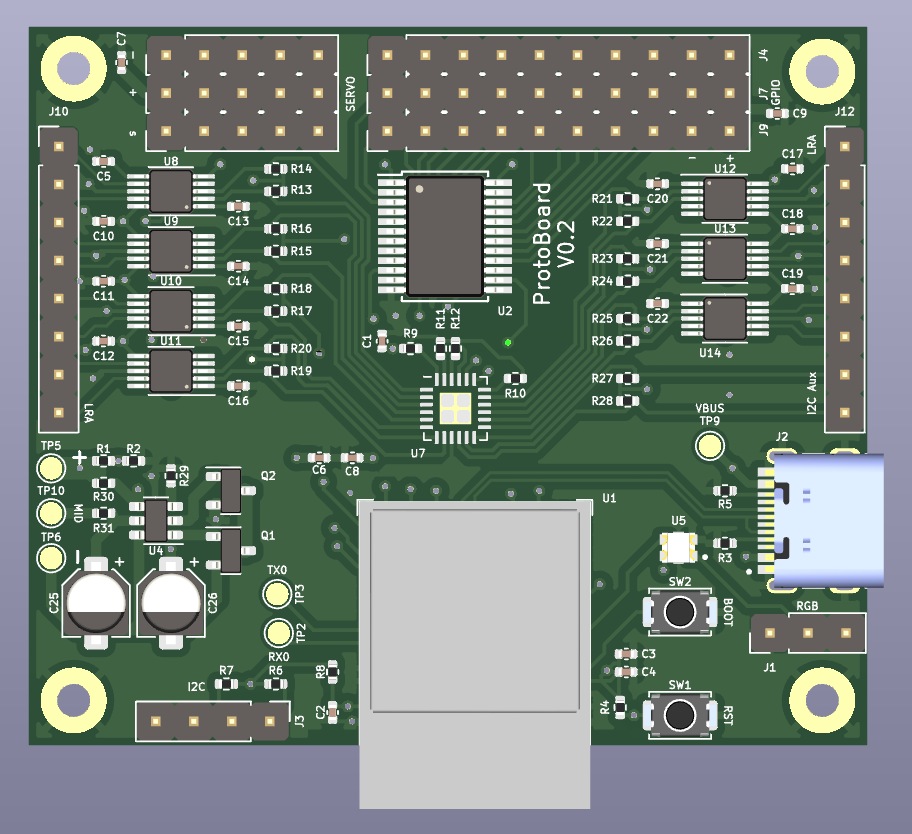 C7
-
+
s
SERVO
J4
J7
GPIO
J9
C9
- +
J10
J12
LRA
U8
C5
R14
R13
C13
U9
C10
R16
R15
C14
U10
C11
R18
R17
C15
U11
C12
R20
R19
C16
LRA
ProtoBoard
V0.2
U2
C1
R9
R11
R12
R10
U7
C6
C8
U12
C17
C20
R21
R22
U13
C18
C21
R23
R24
C19
C22
R25
R26
U14
R27
R28
I2C Aux
VBUS
TP9
J2
TP5
+
R1
R2
R29
Q2
TP10
R30
MID
R31
U4
Q1
TP6
-
+
+
C25
C26
TX0
TP3
TP2
RX0
U1
U5
R5
R3
SW2
BOOT
RGB
J1
C3
C4
R4
SW1
RST
R7
R6
R8
I2C
J3
C2